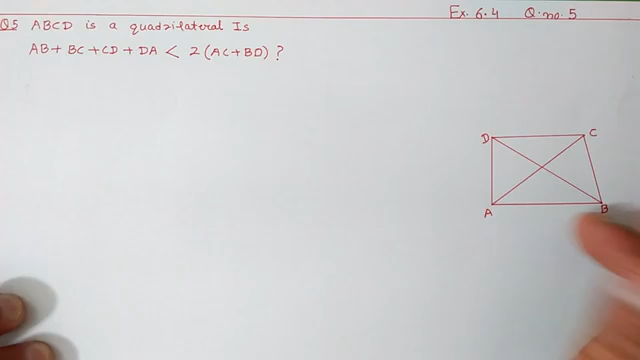 Ex. 6.4 Q.no. 5
Q5 ABCD is a quadrilateral Is
AB + BC + CD + DA < 2 (AC + BD) ?
D C
A B